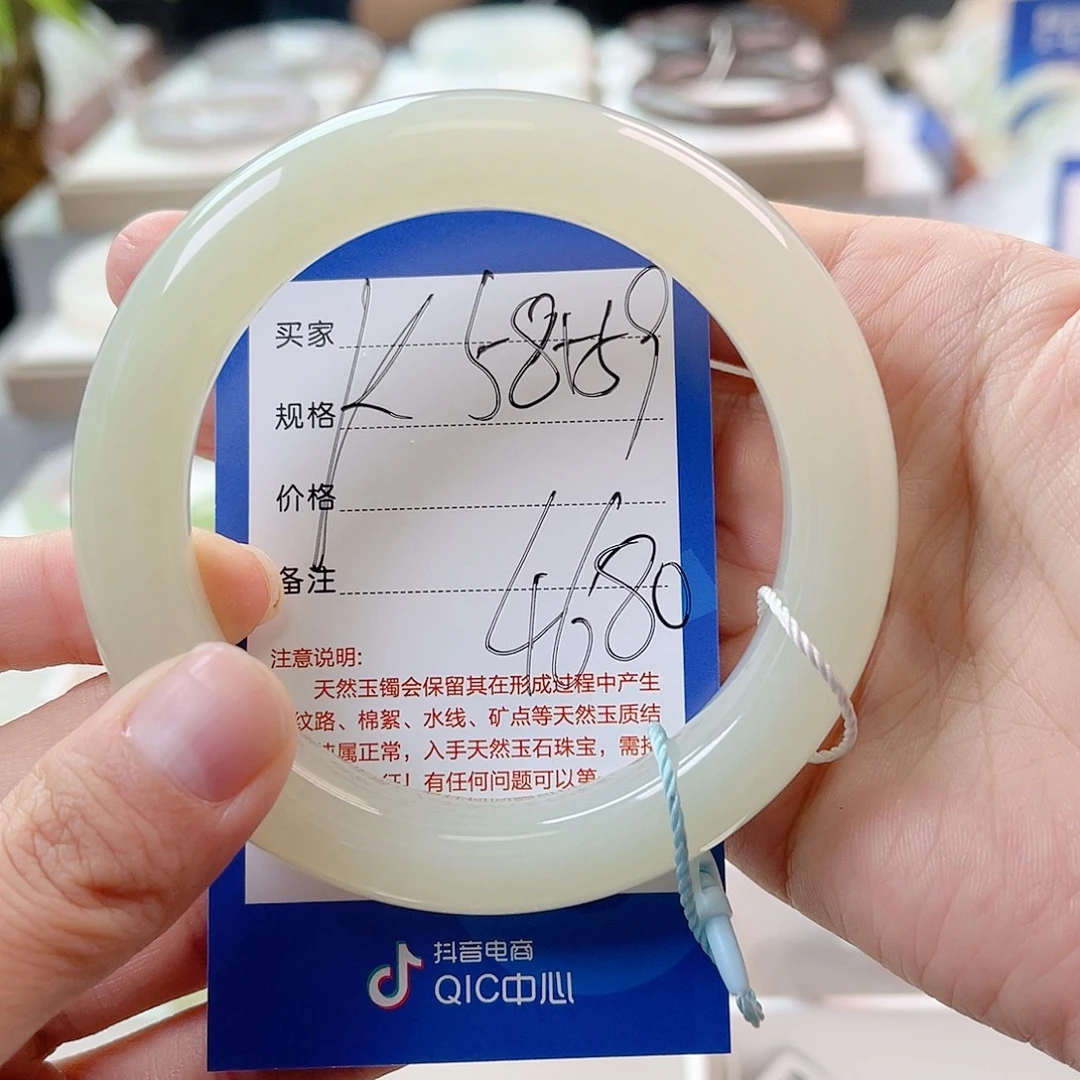 买家
规格
价格
备注
4680
注意说明:
天然玉镯会保留其在形成过程中产生
纹路、棉絮、水线、矿点等天然玉质结
属正常，入手天然玉石珠宝，需
！有任何问题可以第一
抖音电商
QIC中心